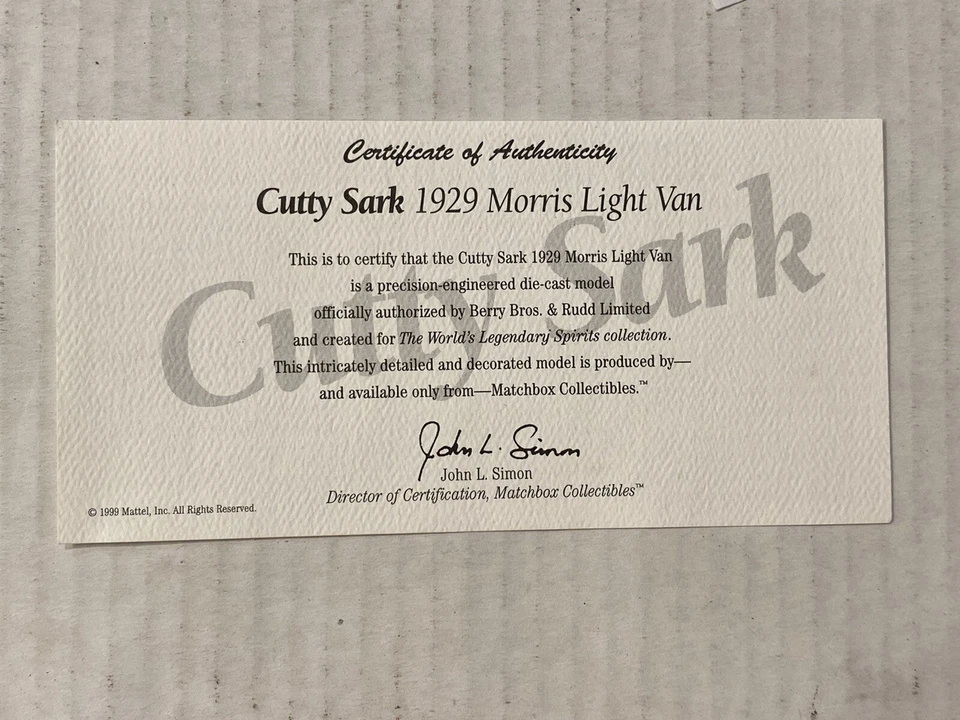 Certificate of Authenticity
Cutty Sark 1929 Morris Light Van
Cutty Sark
This is to certify that the Cutty Sark 1929 Morris Light Van
is a precision-engineered die-cast model
officially authorized by Berry Bros. & Rudd Limited
and created for The World's Legendary Spirits collection.
This intricately detailed and decorated model is produced by—
and available only from—Matchbox Collectibles.™
John L. Simon
John L. Simon
Director of Certification, Matchbox Collectibles™
© 1999 Mattel, Inc. All Rights Reserved.